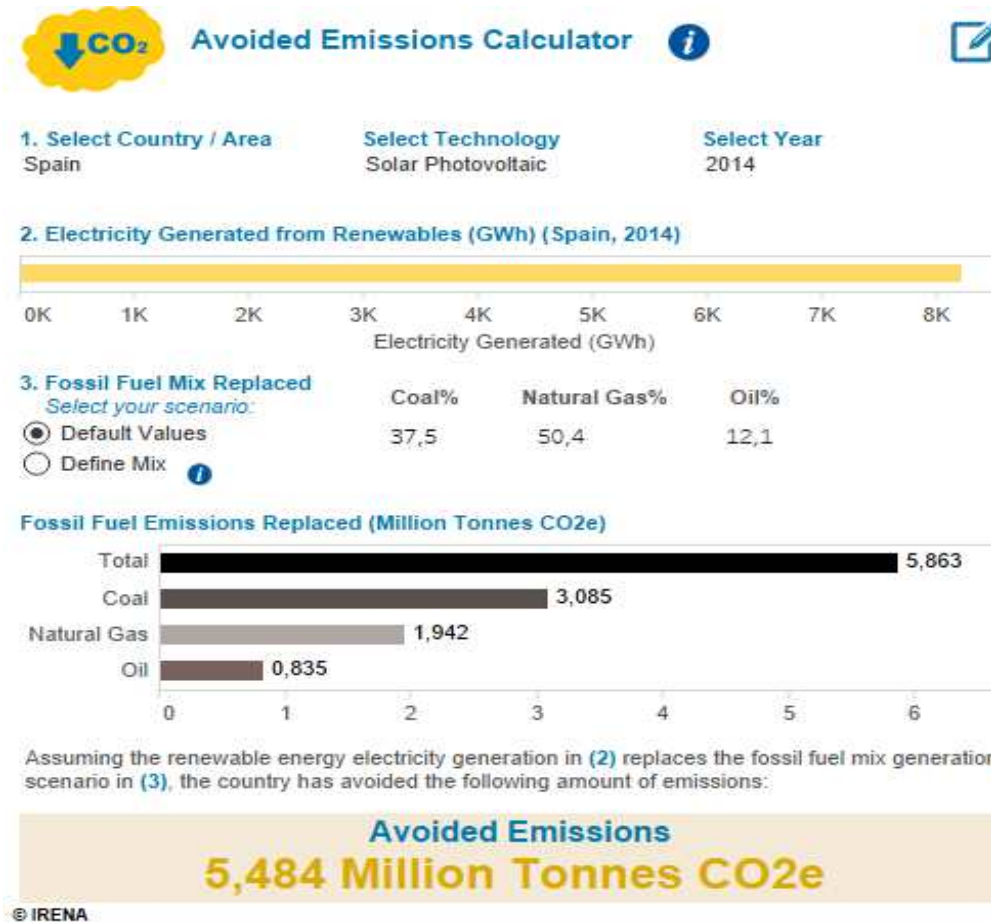 CO2
Avoided Emissions Calculator i
1. Select Country / Area Select Technology Select Year
Spain Solar Photovoltaic 2014
2. Electricity Generated from Renewables (GWh) (Spain, 2014)
0K 1K 2K 3K 4K 5K 6K 7K 8K
Electricity Generated (GWh)
3. Fossil Fuel Mix Replaced Coal% Natural Gas% Oil%
Select your scenario:
Default Values 37,5 50,4 12,1
Define Mix i
Fossil Fuel Emissions Replaced (Million Tonnes CO2e)
Total 5,863
Coal 3,085
Natural Gas 1,942
Oil 0,835
0 1 2 3 4 5 6
Assuming the renewable energy electricity generation in (2) replaces the fossil fuel mix generation
scenario in (3), the country has avoided the following amount of emissions:
Avoided Emissions
5,484 Million Tonnes CO2e
© IRENA